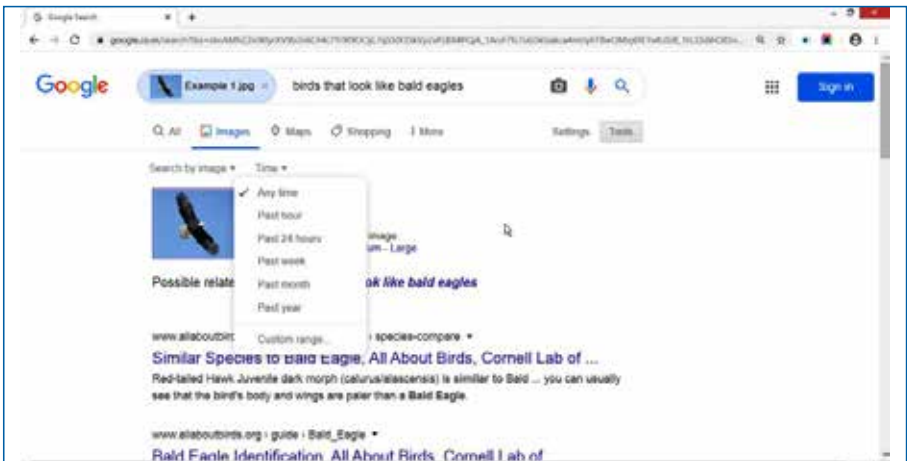 Google Search
Google
Example 1.jpg
birds that look like bald eagles
Sign in
All Images Maps Shopping More Settings Tools
Search by image Time
Any time
Past hour
Past 24 hours
image
Past week
um - Large
Past month
Possible relate ok like bald eagles
Past year
Custom range...
www.allaboutbir › species-compare
Similar Species to Bald Eagle, All About Birds, Cornell Lab of ...
Red-tailed Hawk Juvenile dark morph (calurus/alascensis) is similar to Bald ... you can usually
see that the bird's body and wings are paler than a Bald Eagle.
www.allaboutbirds.org › guide › Bald_Eagle
Bald Eagle Identification, All About Birds, Cornell Lab of